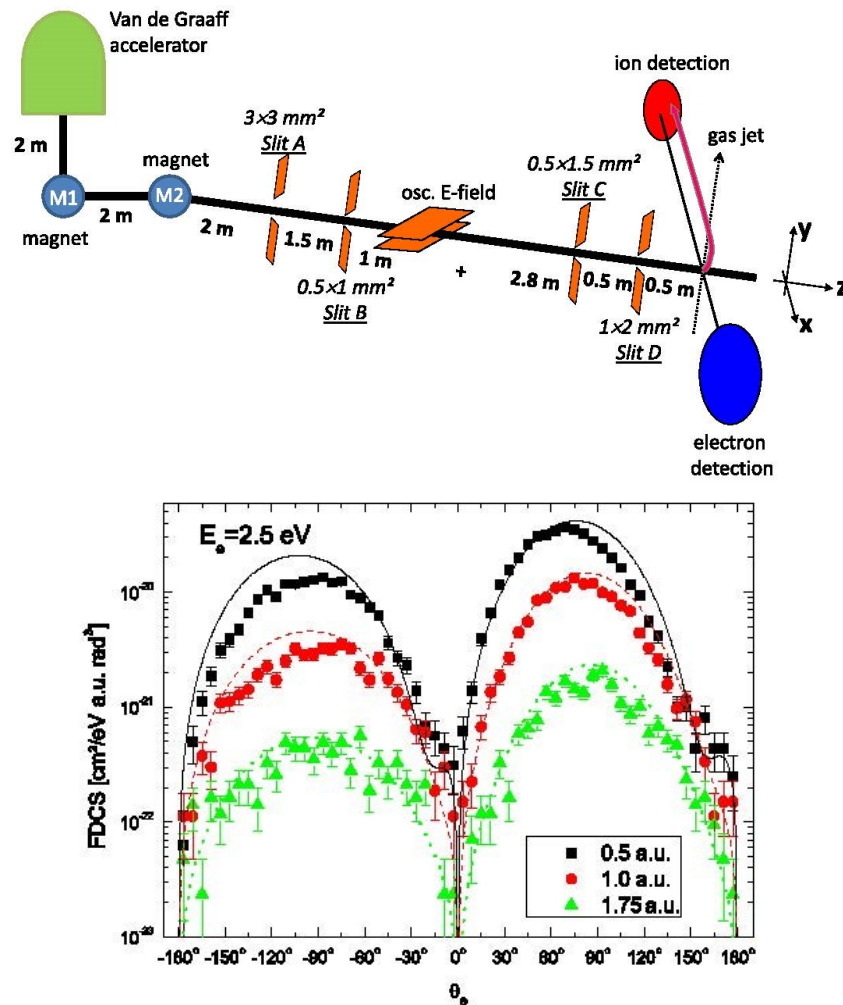 Van de Graaff
accelerator
ion detection
3×3 mm²
Slit A
gas jet
2 m
magnet
0.5×1.5 mm²
Slit C
osc. E-field
M1
M2
2 m
magnet
2 m
1.5 m
1 m
+
2.8 m
0.5 m
0.5 m
y
z
x
0.5×1 mm²
Slit B
1×2 mm²
Slit D
electron
detection
E_e=2.5 eV
FDCS [cm²/eV a.u. rad³]
10⁻²⁰
10⁻²¹
10⁻²²
10⁻²³
0.5 a.u.
1.0 a.u.
1.75 a.u.
-180° -150° -120° -90° -60° -30° 0° 30° 60° 90° 120° 150° 180°
θ_e